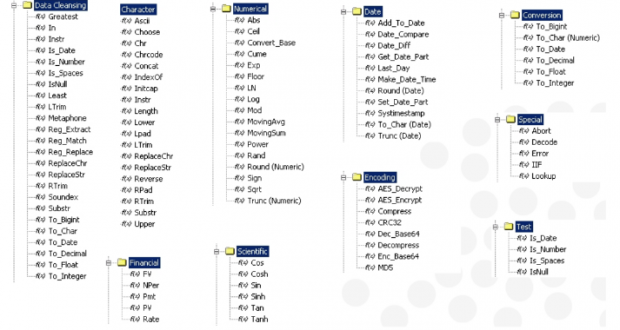 Data Cleansing
Greatest
In
Instr
Is_Date
Is_Number
Is_Spaces
IsNull
Least
LTrim
Metaphone
Reg_Extract
Reg_Match
Reg_Replace
ReplaceChr
ReplaceStr
RTrim
Soundex
Substr
To_Bigint
To_Char
To_Date
To_Decimal
To_Float
To_Integer
Character
Ascii
Choose
Chr
Chrcode
Concat
IndexOf
Initcap
Instr
Length
Lower
Lpad
LTrim
ReplaceChr
ReplaceStr
Reverse
RPad
RTrim
Substr
Upper
Financial
FV
NPer
Pmt
PV
Rate
Numerical
Abs
Ceil
Convert_Base
Cume
Exp
Floor
LN
Log
Mod
MovingAvg
MovingSum
Power
Rand
Round (Numeric)
Sign
Sqrt
Trunc (Numeric)
Scientific
Cos
Cosh
Sin
Sinh
Tan
Tanh
Date
Add_To_Date
Date_Compare
Date_Diff
Get_Date_Part
Last_Day
Make_Date_Time
Round (Date)
Set_Date_Part
Systimestamp
To_Char (Date)
Trunc (Date)
Encoding
AES_Decrypt
AES_Encrypt
Compress
CRC32
Dec_Base64
Decompress
Enc_Base64
MD5
Conversion
To_Bigint
To_Char (Numeric)
To_Date
To_Decimal
To_Float
To_Integer
Special
Abort
Decode
Error
IIF
Lookup
Test
Is_Date
Is_Number
Is_Spaces
IsNull